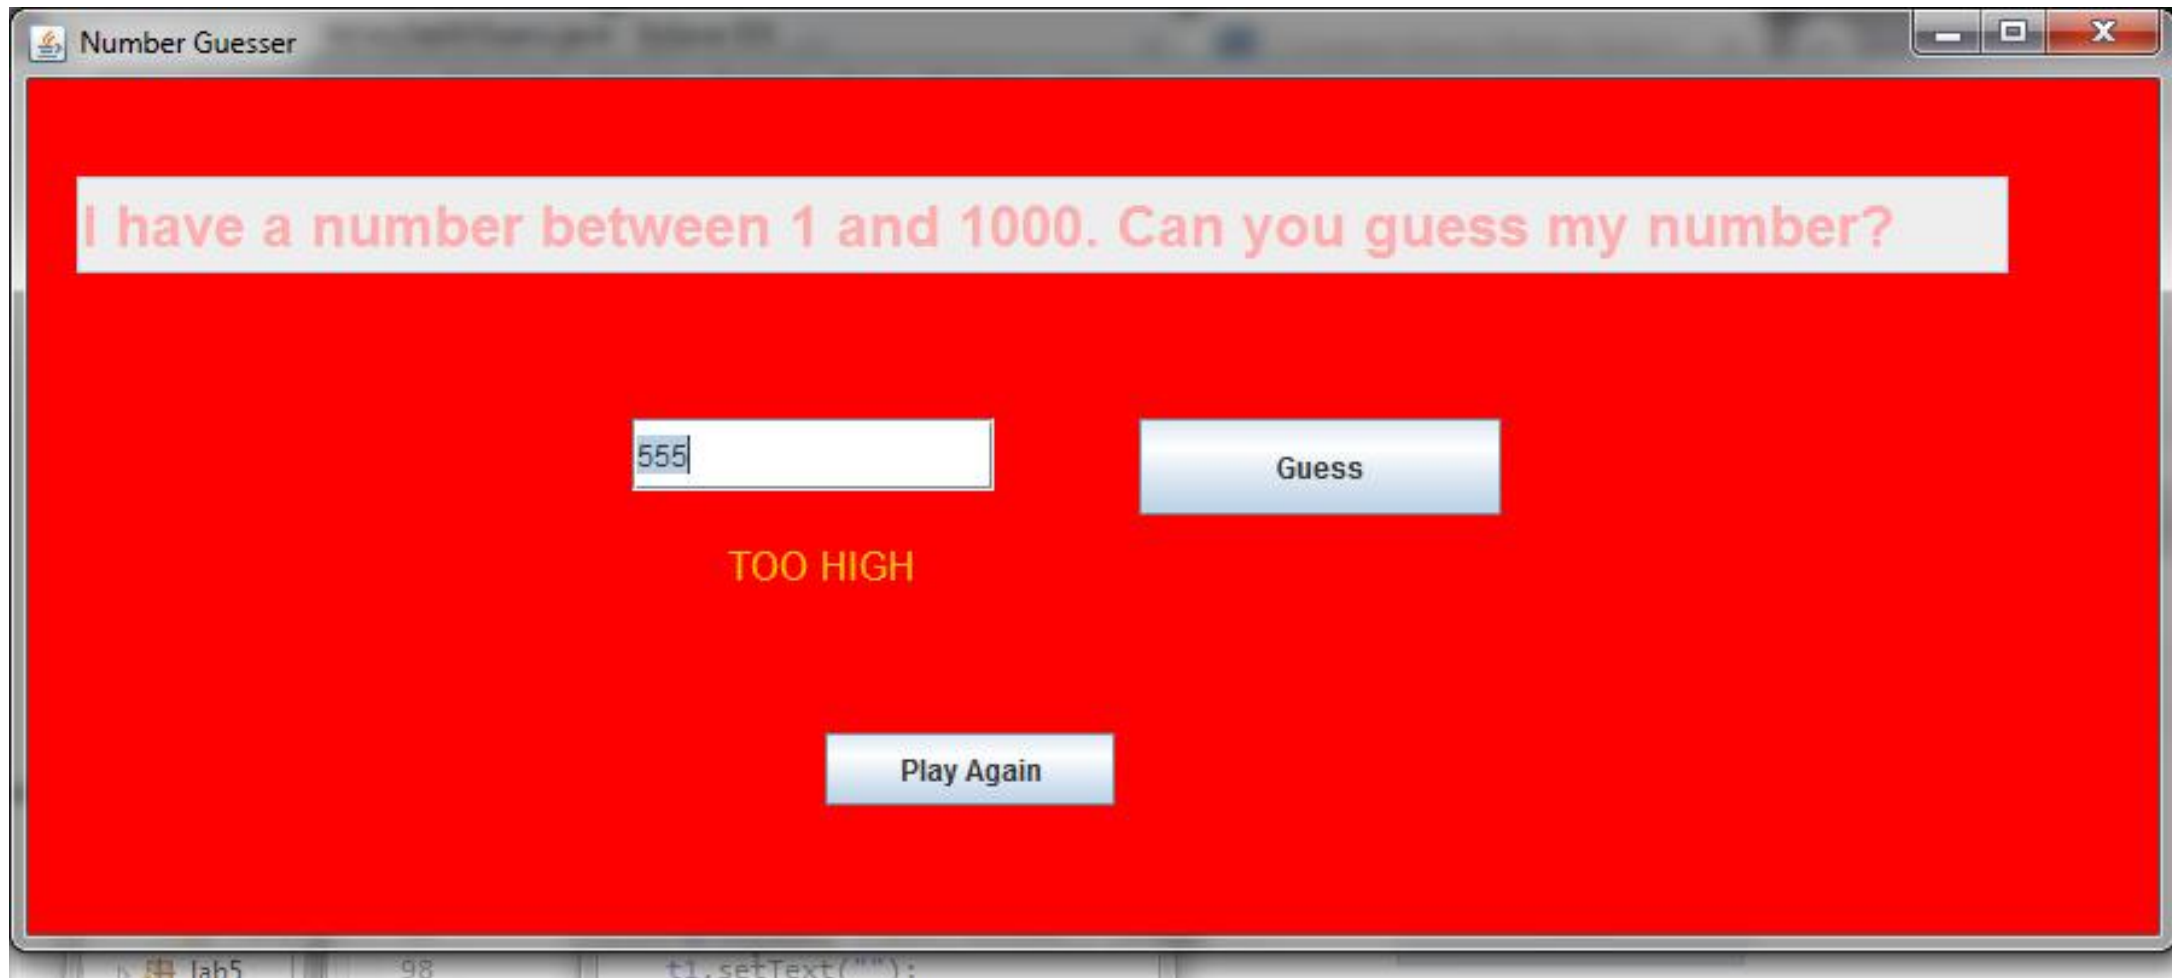 Number Guesser
I have a number between 1 and 1000. Can you guess my number?
555
Guess
TOO HIGH
Play Again
lab5
98
t1.setText("");